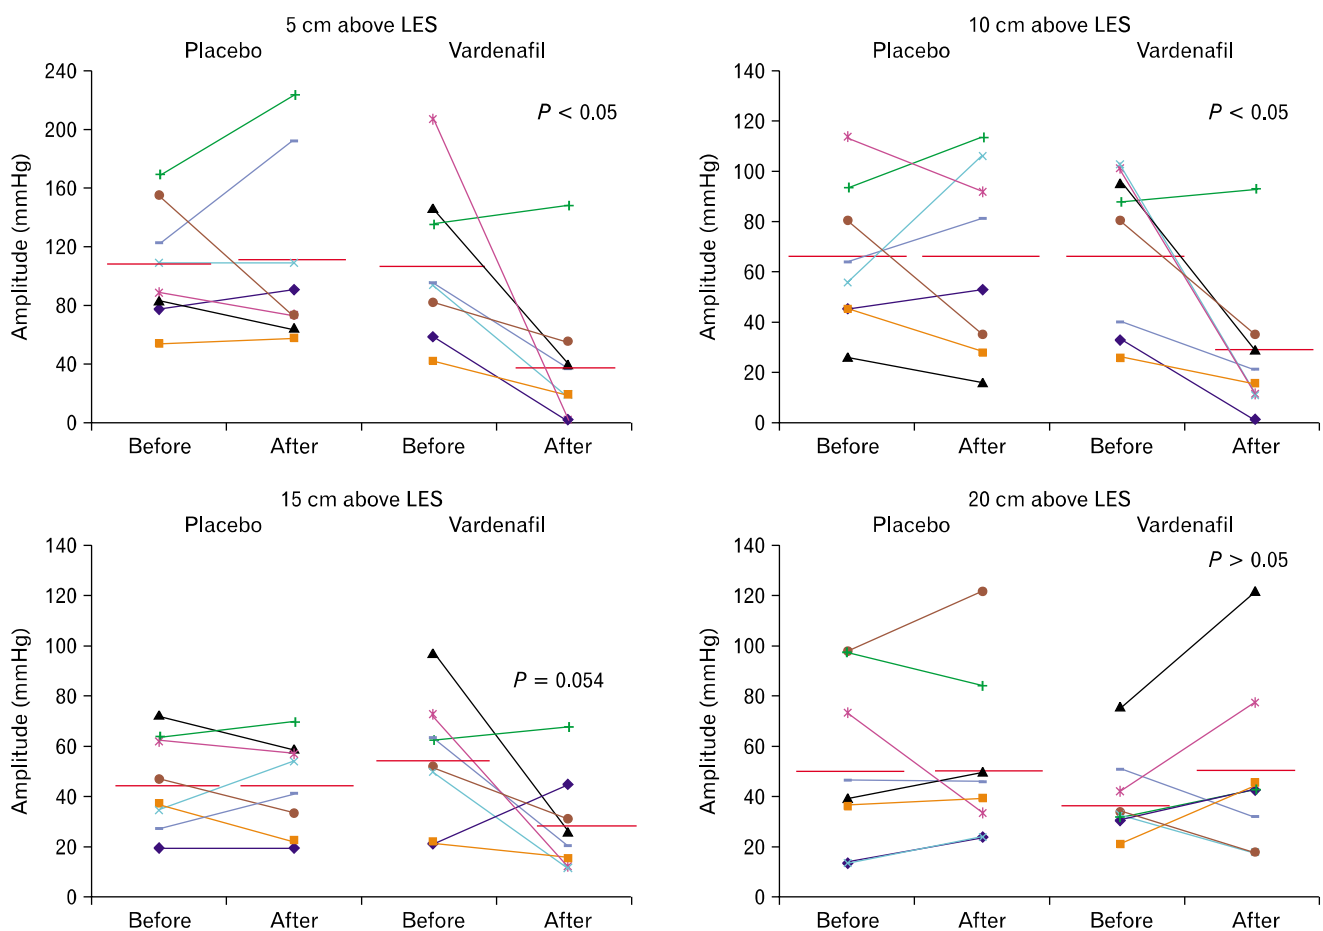 5 cm above LES
Placebo Vardenafil
Amplitude (mmHg)
240
200
160
120
80
40
0
P < 0.05
Before After Before After
10 cm above LES
Placebo Vardenafil
Amplitude (mmHg)
140
120
100
80
60
40
20
0
P < 0.05
Before After Before After
15 cm above LES
Placebo Vardenafil
Amplitude (mmHg)
140
120
100
80
60
40
20
0
P = 0.054
Before After Before After
20 cm above LES
Placebo Vardenafil
Amplitude (mmHg)
140
120
100
80
60
40
20
0
P > 0.05
Before After Before After